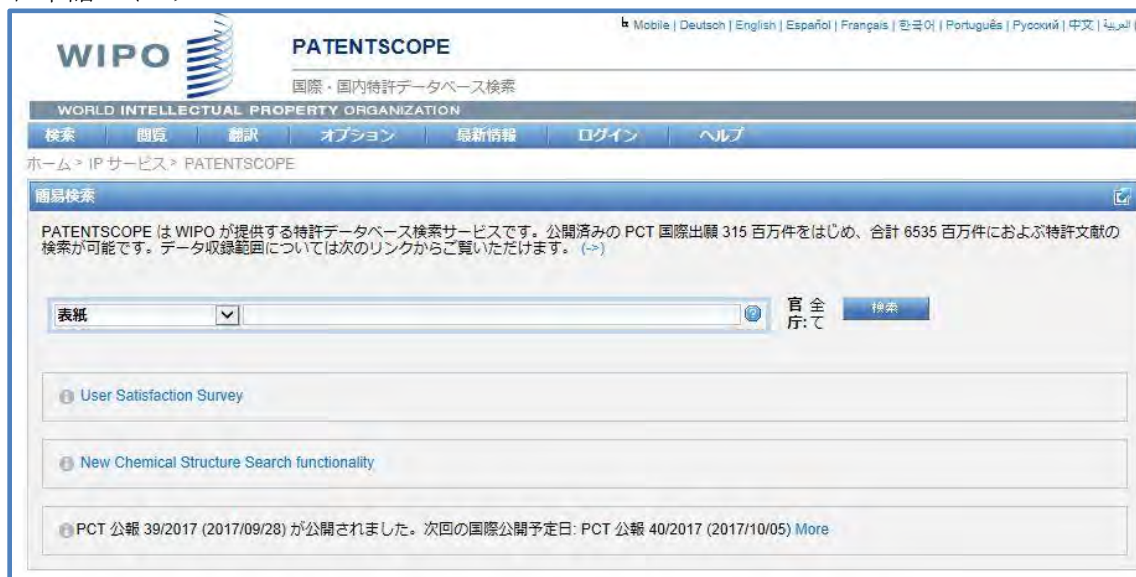 Mobile | Deutsch | English | Español | Français | 한국어 | Português | Русский | 中文 | العربية |
WIPO
PATENTSCOPE
国際・国内特許データベース検索
WORLD INTELLECTUAL PROPERTY ORGANIZATION
検索 閲覧 翻訳 オプション 最新情報 ログイン ヘルプ
ホーム > IP サービス > PATENTSCOPE
簡易検索
PATENTSCOPE は WIPO が提供する特許データベース検索サービスです。公開済みの PCT 国際出願 315 百万件をはじめ、合計 6535 百万件におよぶ特許文献の
検索が可能です。データ収録範囲については次のリンクからご覧いただけます。 (->)
表紙
官庁: 全て
検索
User Satisfaction Survey
New Chemical Structure Search functionality
PCT 公報 39/2017 (2017/09/28) が公開されました。次回の国際公開予定日: PCT 公報 40/2017 (2017/10/05) More